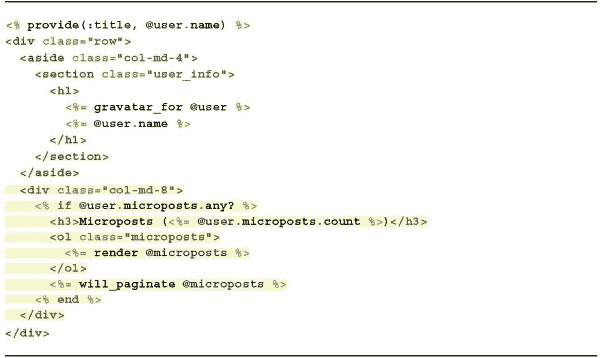 <% provide(:title, @user.name) %>
<div class="row">
  <aside class="col-md-4">
    <section class="user_info">
      <h1>
        <%= gravatar_for @user %>
        <%= @user.name %>
      </h1>
    </section>
  </aside>
  <div class="col-md-8">
    <% if @user.microposts.any? %>
      <h3>Microposts (<%= @user.microposts.count %>)</h3>
      <ol class="microposts">
        <%= render @microposts %>
      </ol>
      <%= will_paginate @microposts %>
    <% end %>
  </div>
</div>